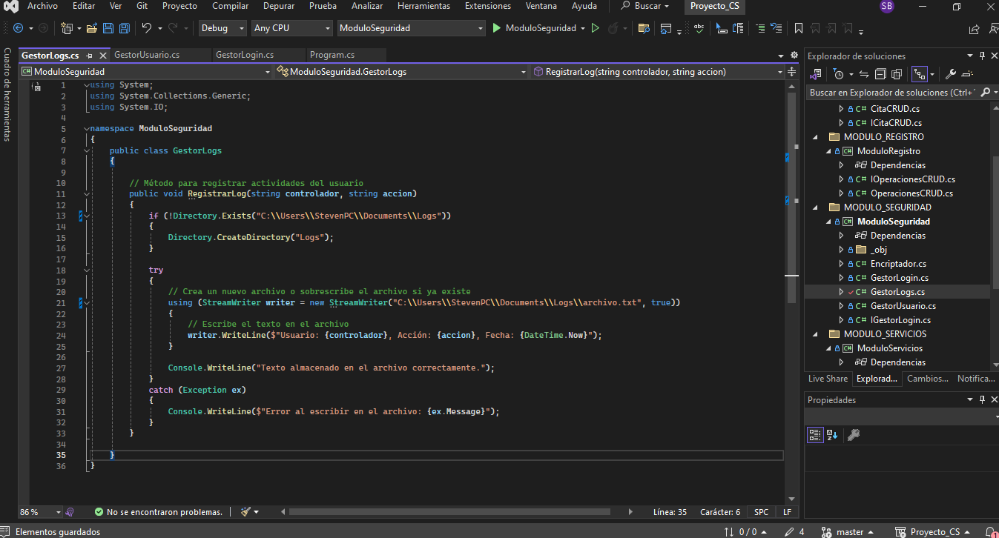 Archivo Editar Ver Git Proyecto Compilar Depurar Prueba Analizar Herramientas Extensiones Ventana Ayuda Buscar Proyecto_CS SB
Debug Any CPU ModuloSeguridad ModuloSeguridad
Cuadro de herramientas
GestorLogs.cs GestorUsuario.cs GestorLogin.cs Program.cs
ModuloSeguridad ModuloSeguridad.GestorLogs RegistrarLog(string controlador, string accion)
1 using System;
2 using System.Collections.Generic;
3 using System.IO;
4
5 namespace ModuloSeguridad
6 {
7 public class GestorLogs
8 {
9
10 // Método para registrar actividades del usuario
11 public void RegistrarLog(string controlador, string accion)
12 {
13 if (!Directory.Exists("C:\\Users\\StevenPC\\Documents\\Logs"))
14 {
15 Directory.CreateDirectory("Logs");
16 }
17
18 try
19 {
20 // Crea un nuevo archivo o sobrescribe el archivo si ya existe
21 using (StreamWriter writer = new StreamWriter("C:\\Users\\StevenPC\\Documents\\Logs\\archivo.txt", true))
22 {
23 // Escribe el texto en el archivo
24 writer.WriteLine($"Usuario: {controlador}, Acción: {accion}, Fecha: {DateTime.Now}");
25 }
26
27 Console.WriteLine("Texto almacenado en el archivo correctamente.");
28 }
29 catch (Exception ex)
30 {
31 Console.WriteLine($"Error al escribir en el archivo: {ex.Message}");
32 }
33 }
34
35 }
36 }
86 % No se encontraron problemas. Línea: 35 Carácter: 6 SPC LF
Explorador de soluciones
Buscar en Explorador de soluciones (Ctrl+
C# CitaCRUD.cs
C# ICitaCRUD.cs
MODULO_REGISTRO
C# ModuloRegistro
Dependencias
C# IOperacionesCRUD.cs
C# OperacionesCRUD.cs
MODULO_SEGURIDAD
C# ModuloSeguridad
Dependencias
_obj
C# Encriptador.cs
C# GestorLogin.cs
C# GestorLogs.cs
C# GestorUsuario.cs
C# IGestorLogin.cs
MODULO_SERVICIOS
C# ModuloServicios
Dependencias
Live Share Explorad... Cambios... Notifica...
Propiedades
Elementos guardados 0 / 0 4 master Proyecto_CS 1